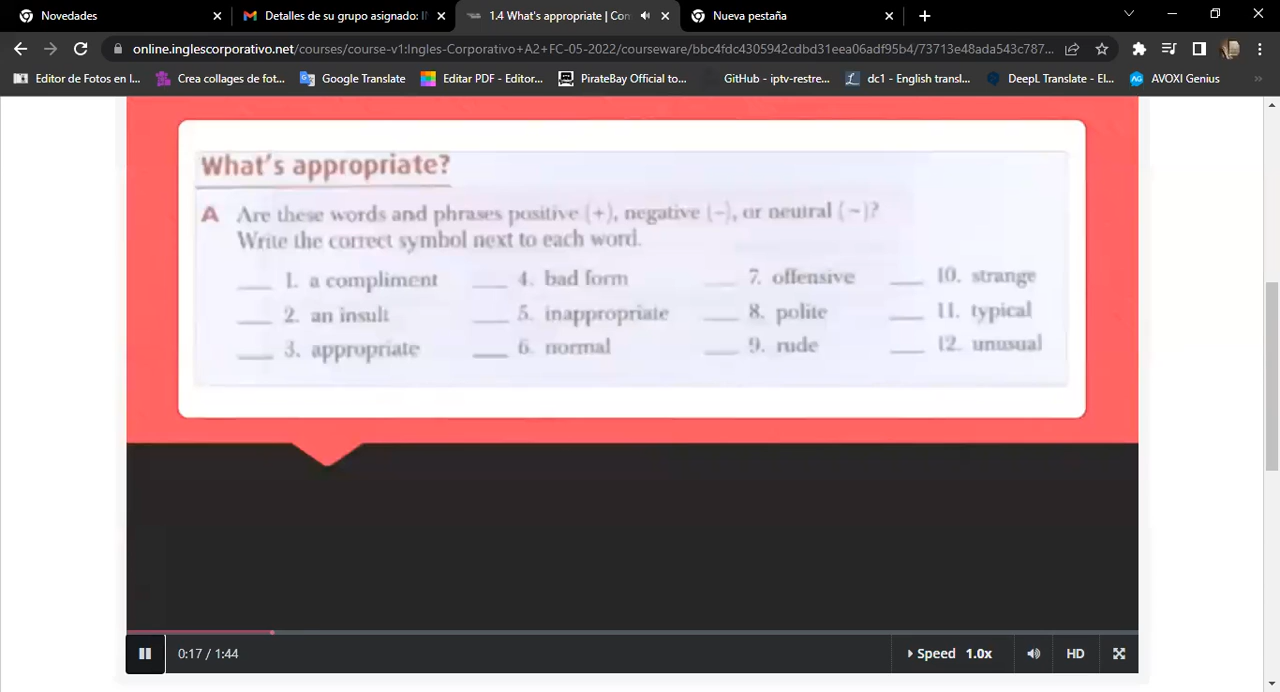 Novedades
Detalles de su grupo asignado: I
1.4 What's appropriate | Con
Nueva pestaña
online.inglescorporativo.net/courses/course-v1:Ingles-Corporativo+A2+FC-05-2022/courseware/bbc4fdc4305942cdbd31eea06adf95b4/73713e48ada543c787...
Editor de Fotos en l...
Crea collages de fot...
Google Translate
Editar PDF - Editor...
PirateBay Official to...
GitHub - iptv-restre...
dc1 - English transl...
DeepL Translate - El...
AVOXI Genius
What's appropriate?
A Are these words and phrases positive (+), negative (−), or neutral (~)?
Write the correct symbol next to each word.
___ 1. a compliment ___ 4. bad form ___ 7. offensive ___ 10. strange
___ 2. an insult ___ 5. inappropriate ___ 8. polite ___ 11. typical
___ 3. appropriate ___ 6. normal ___ 9. rude ___ 12. unusual
0:17 / 1:44
Speed 1.0x
HD